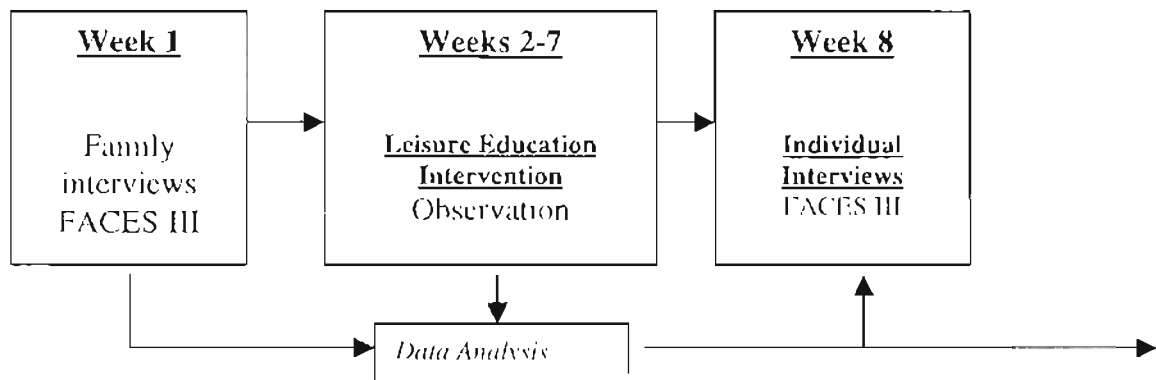 Week 1
Family
interviews
FACES III
Weeks 2-7
Leisure Education
Intervention
Observation
Week 8
Individual
Interviews
FACES III
Data Analysis